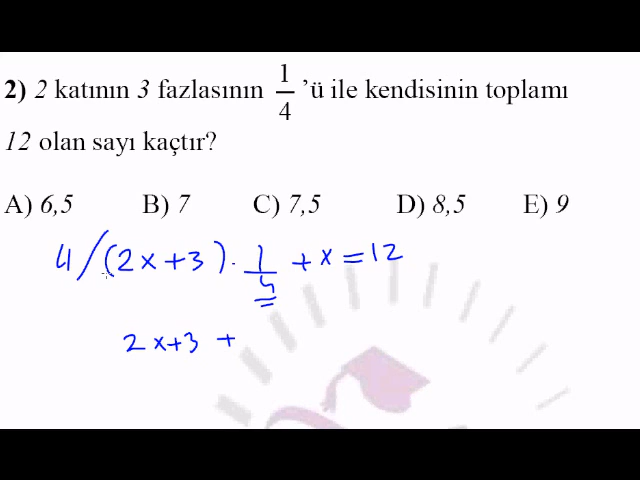 2) 2 katının 3 fazlasının 1/4 'ü ile kendisinin toplamı
12 olan sayı kaçtır?
A) 6,5 B) 7 C) 7,5 D) 8,5 E) 9
4/(2x+3) . 1/4 + x = 12
2x+3 +